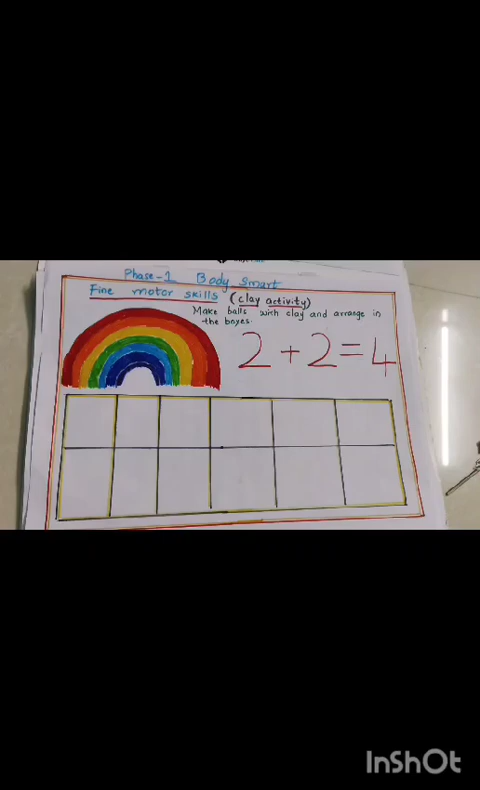 Phase-1 Body Smart
Fine motor skills (clay activity)
Make balls with clay and arrange in
the boxes.
2+2=4
InShOt